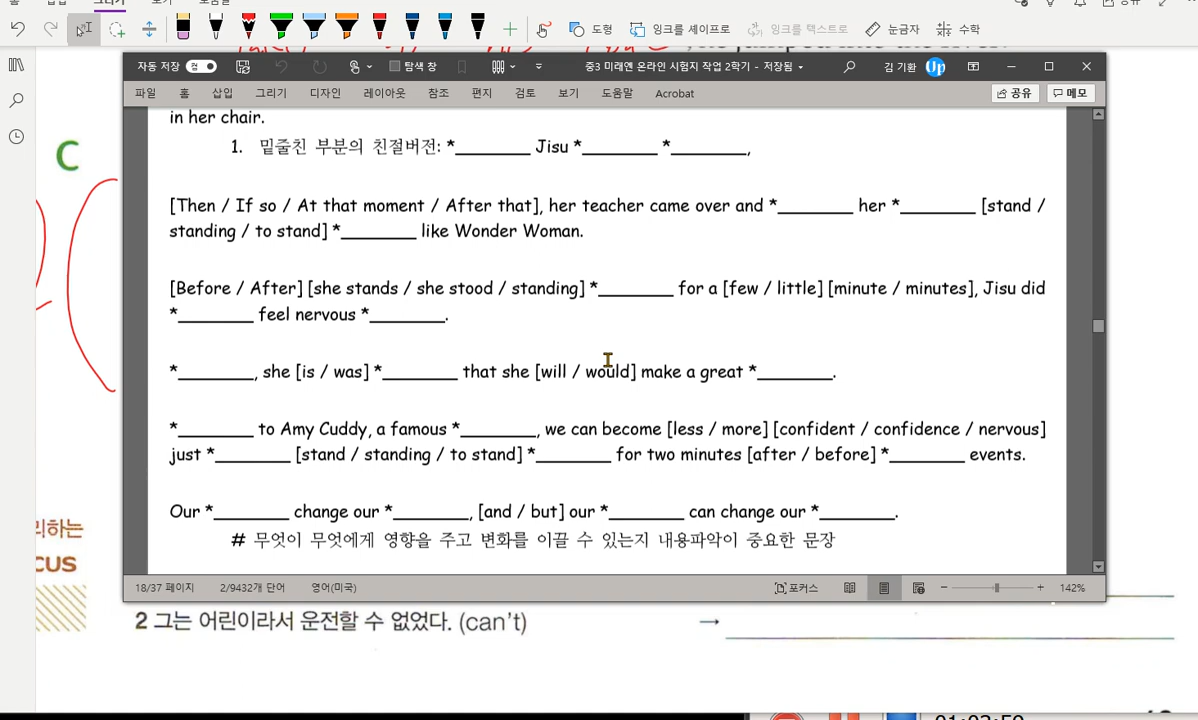 도형
잉크를 셰이프로
잉크를 텍스트로
눈금자
수학
자동 저장
탐색 창
중3 미래엔 온라인 시험지 작업 2학기 - 저장됨
김 기환
파일 홈 삽입 그리기 디자인 레이아웃 참조 편지 검토 보기 도움말 Acrobat
공유 메모
in her chair.
1. 밑줄친 부분의 친절버전: *________ Jisu *________ *________,
[Then / If so / At that moment / After that], her teacher came over and *________ her *________ [stand /
standing / to stand] *________ like Wonder Woman.
[Before / After] [she stands / she stood / standing] *________ for a [few / little] [minute / minutes], Jisu did
*________ feel nervous *________.
*________, she [is / was] *________ that she [will / would] make a great *________.
*________ to Amy Cuddy, a famous *________, we can become [less / more] [confident / confidence / nervous]
just *________ [stand / standing / to stand] *________ for two minutes [after / before] *________ events.
Our *________ change our *________, [and / but] our *________ can change our *________.
# 무엇이 무엇에게 영향을 주고 변화를 이끌 수 있는지 내용파악이 중요한 문장
18/37 페이지 2/9432개 단어 영어(미국)
포커스
142%
C
하는
CUS
2 그는 어린이라서 운전할 수 없었다. (can't) →